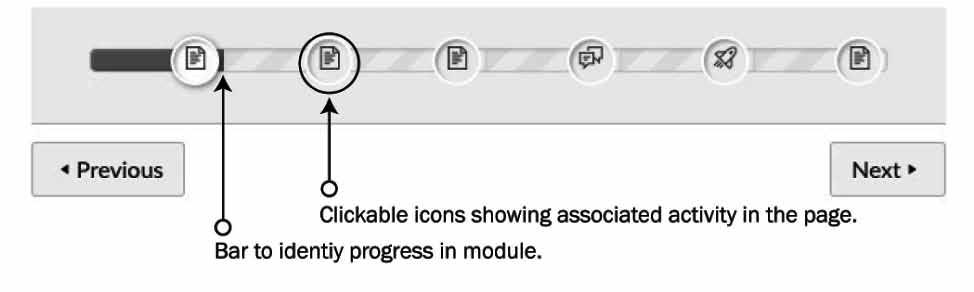 Previous
Next
Clickable icons showing associated activity in the page.
Bar to identiy progress in module.